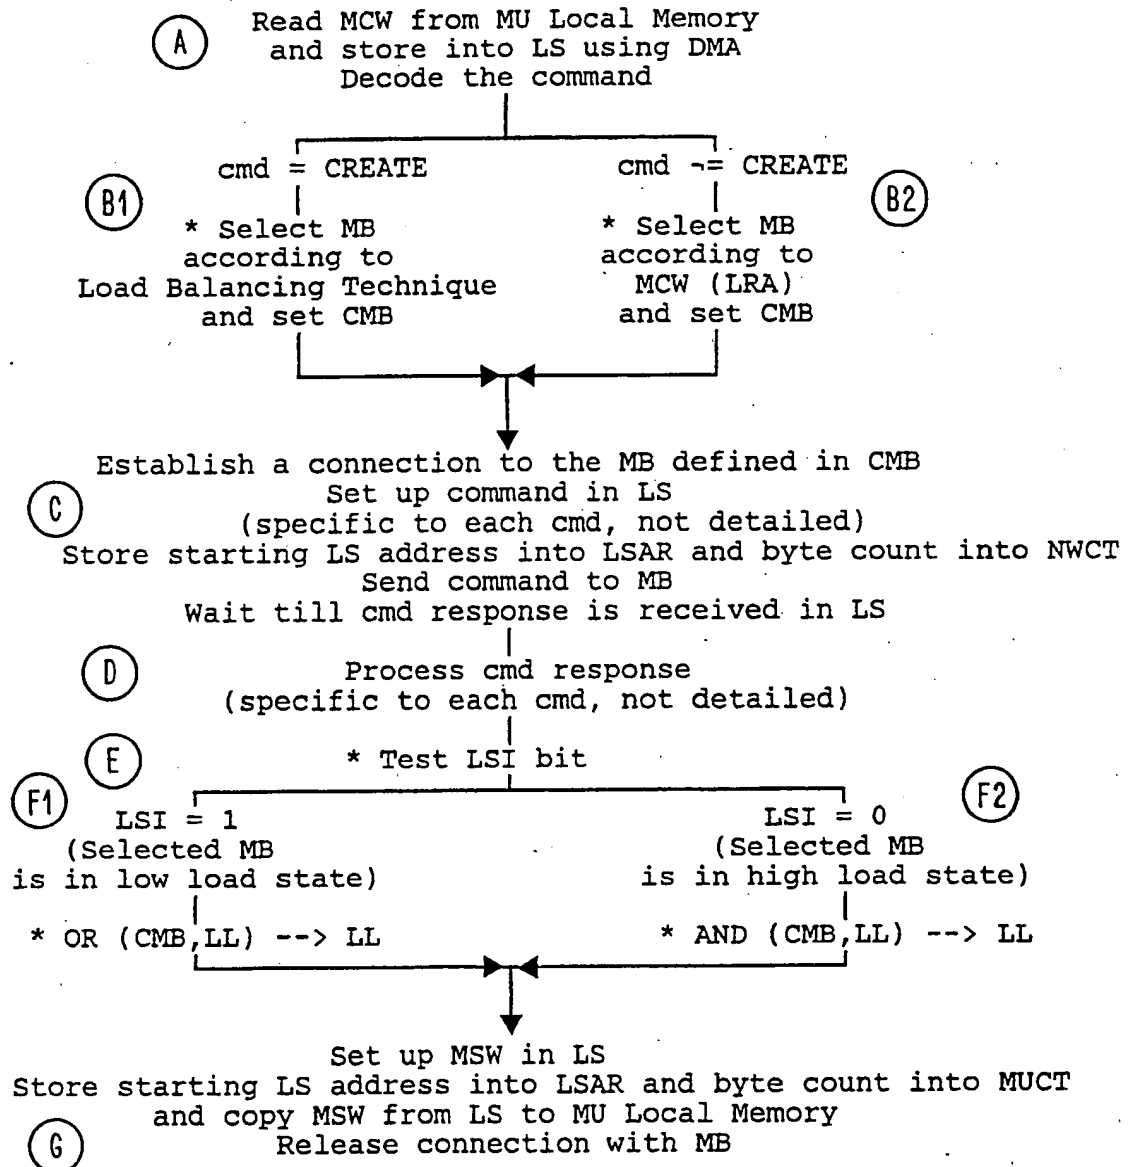 A
Read MCW from MU Local Memory
and store into LS using DMA
Decode the command
cmd = CREATE
cmd ¬= CREATE
B1
B2
* Select MB
according to
Load Balancing Technique
and set CMB
* Select MB
according to
MCW (LRA)
and set CMB
Establish a connection to the MB defined in CMB
C
Set up command in LS
(specific to each cmd, not detailed)
Store starting LS address into LSAR and byte count into NWCT
Send command to MB
Wait till cmd response is received in LS
D
Process cmd response
(specific to each cmd, not detailed)
E
* Test LSI bit
F1
F2
LSI = 1
(Selected MB
is in low load state)
LSI = 0
(Selected MB
is in high load state)
* OR (CMB,LL) --> LL
* AND (CMB,LL) --> LL
Set up MSW in LS
Store starting LS address into LSAR and byte count into MUCT
and copy MSW from LS to MU Local Memory
G
Release connection with MB